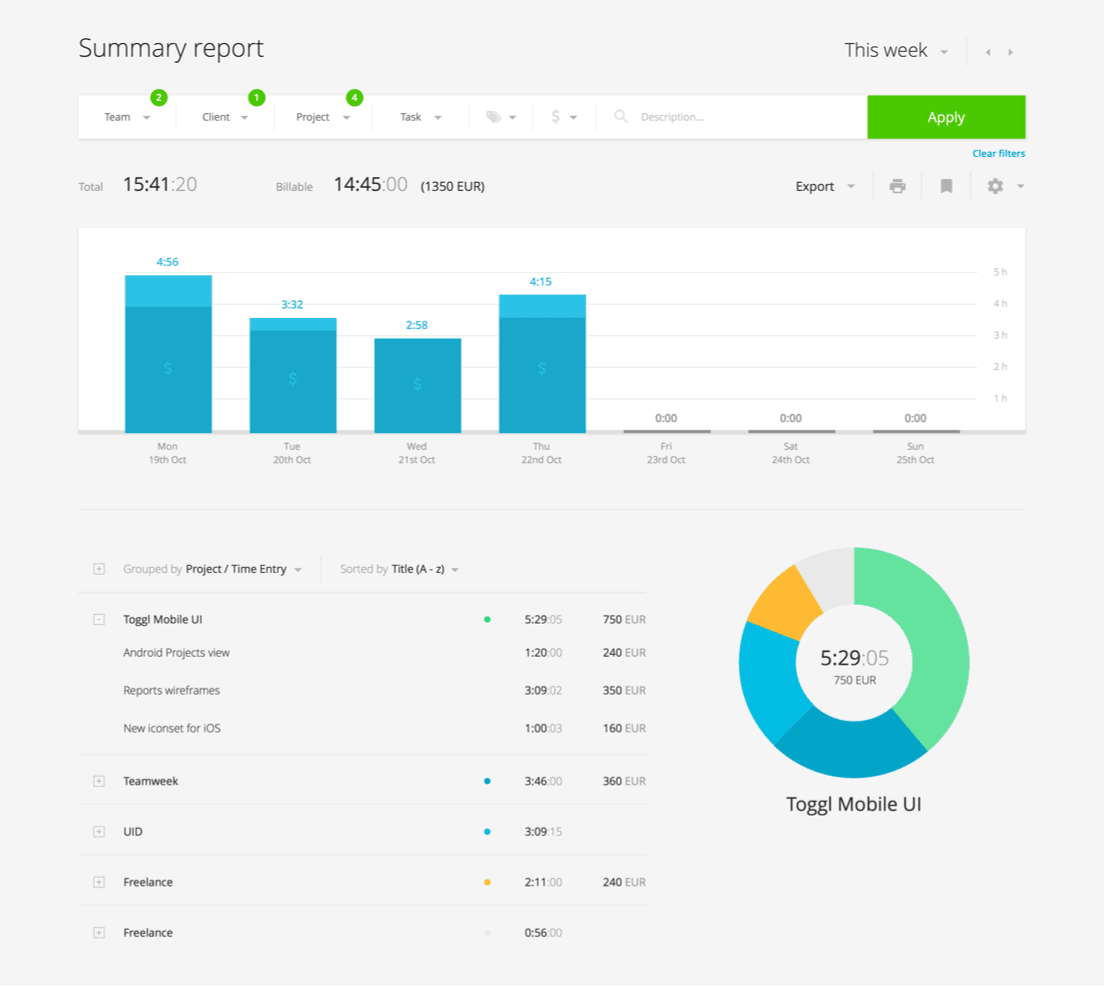 Summary report
This week
2 1 4
Team Client Project Task $ Description... Apply
Clear filters
Total 15:41:20 Billable 14:45:00 (1350 EUR) Export
4:56 3:32 2:58 4:15 0:00 0:00 0:00
5 h
4 h
3 h
2 h
1 h
$ $ $ $
Mon Tue Wed Thu Fri Sat Sun
19th Oct 20th Oct 21st Oct 22nd Oct 23rd Oct 24th Oct 25th Oct
Grouped by Project / Time Entry Sorted by Title (A - z)
Toggl Mobile UI 5:29:05 750 EUR
Android Projects view 1:20:00 240 EUR
Reports wireframes 3:09:02 350 EUR
New iconset for iOS 1:00:03 160 EUR
Teamweek 3:46:00 360 EUR
UID 3:09:15
Freelance 2:11:00 240 EUR
Freelance 0:56:00
5:29:05
750 EUR
Toggl Mobile UI